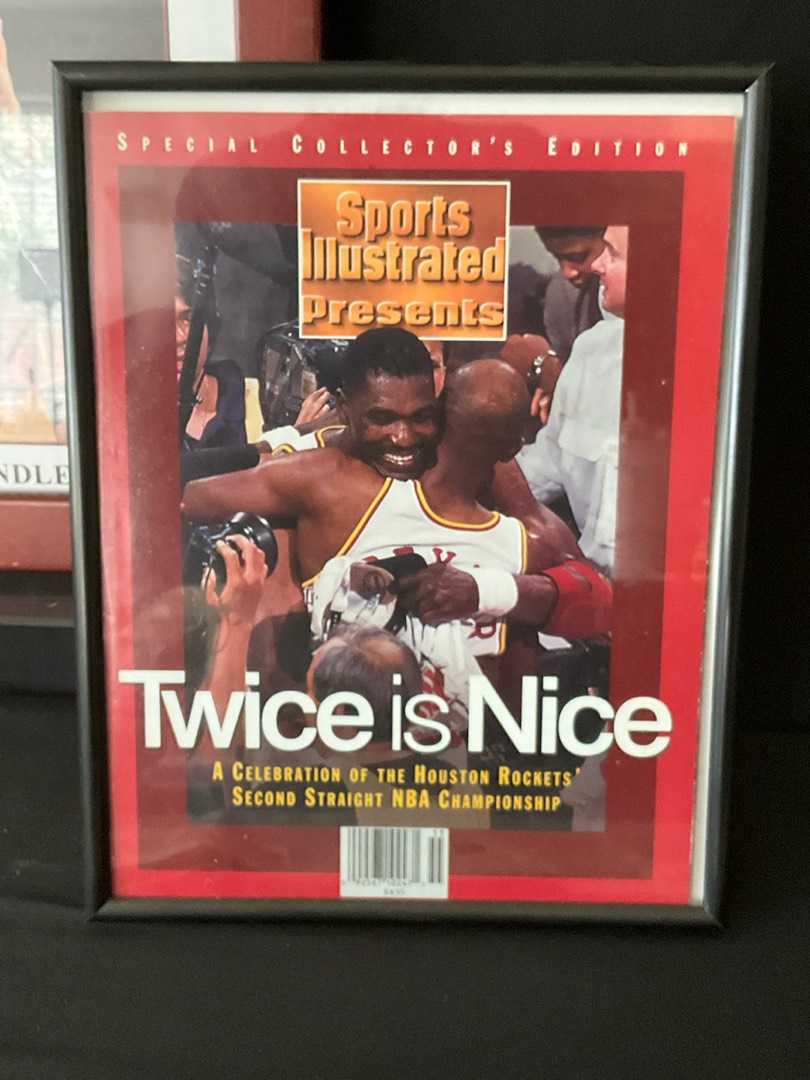 SPECIAL COLLECTOR'S EDITION
Sports
Illustrated
Presents
NDLE
Twice is Nice
A CELEBRATION OF THE HOUSTON ROCKETS'
SECOND STRAIGHT NBA CHAMPIONSHIP